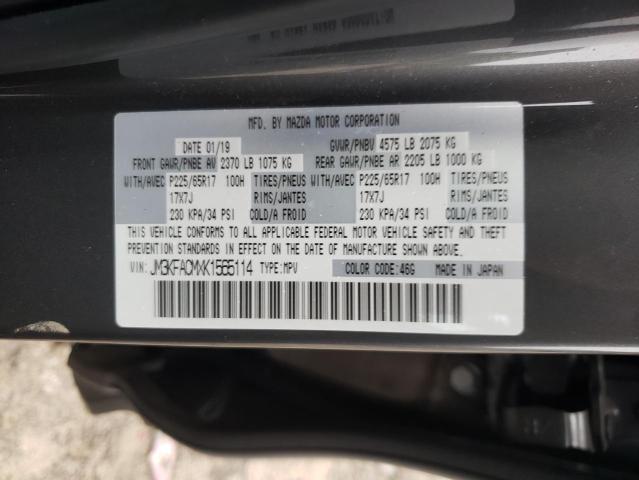 MFD. BY MAZDA MOTOR CORPORATION
DATE 01/19 GVWR/PNBV 4575 LB 2075 KG
FRONT GAWR/PNBE AV 2370 LB 1075 KG REAR GAWR/PNBE AR 2205 LB 1000 KG
WITH/AVEC P225/65R17 100H TIRES/PNEUS WITH/AVEC P225/65R17 100H TIRES/PNEUS
17X7J RIMS/JANTES 17X7J RIMS/JANTES
230 KPA/34 PSI COLD/A FROID 230 KPA/34 PSI COLD/A FROID
THIS VEHICLE CONFORMS TO ALL APPLICABLE FEDERAL MOTOR VEHICLE SAFETY AND THEFT
PREVENTION STANDARDS IN EFFECT ON THE DATE OF MANUFACTURE SHOWN ABOVE.
VIN: JM3KFACMXK1565114 TYPE:MPV COLOR CODE:46G MADE IN JAPAN